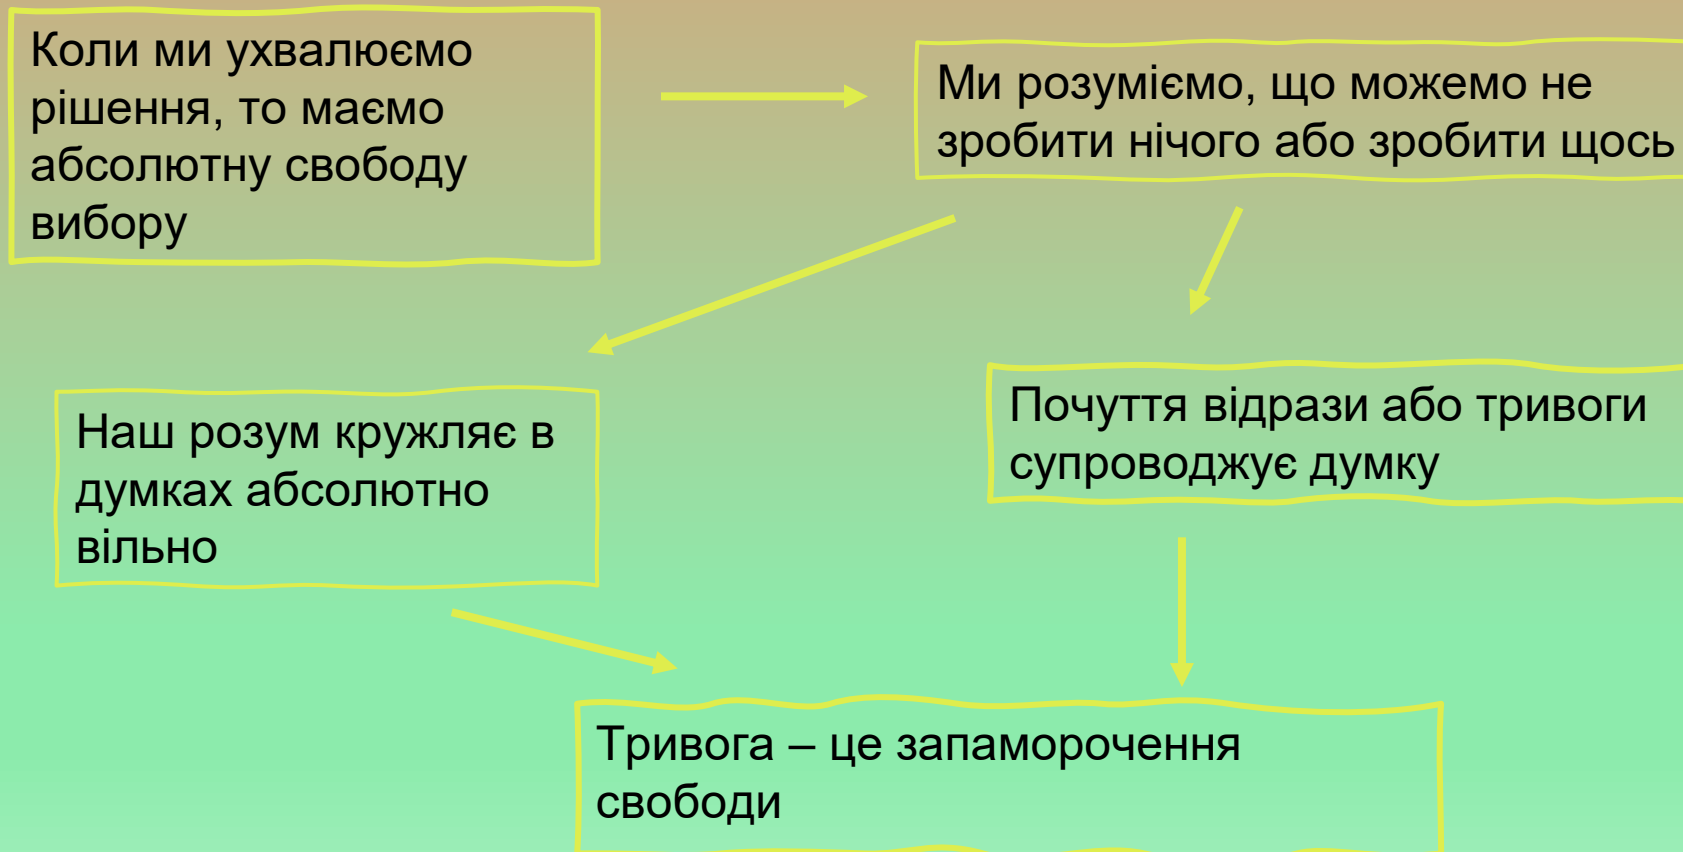 Коли ми ухвалюємо
рішення, то маємо
абсолютну свободу
вибору
Ми розуміємо, що можемо не
зробити нічого або зробити щось
Наш розум кружляє в
думках абсолютно
вільно
Почуття відрази або тривоги
супроводжує думку
Тривога – це запаморочення
свободи